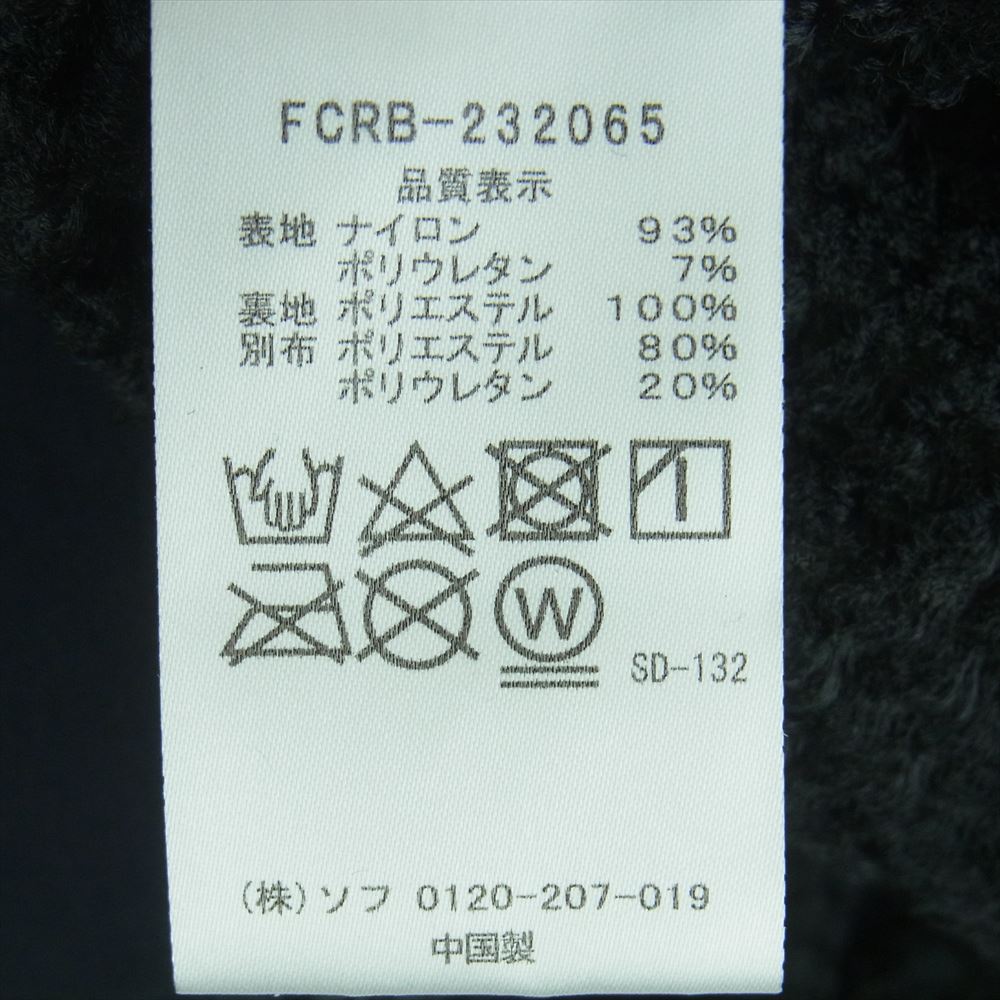 FCRB-232065
品質表示
表地 ナイロン 93%
ポリウレタン 7%
裏地 ポリエステル 100%
別布 ポリエステル 80%
ポリウレタン 20%
W
SD-132
(株)ソフ 0120-207-019
中国製